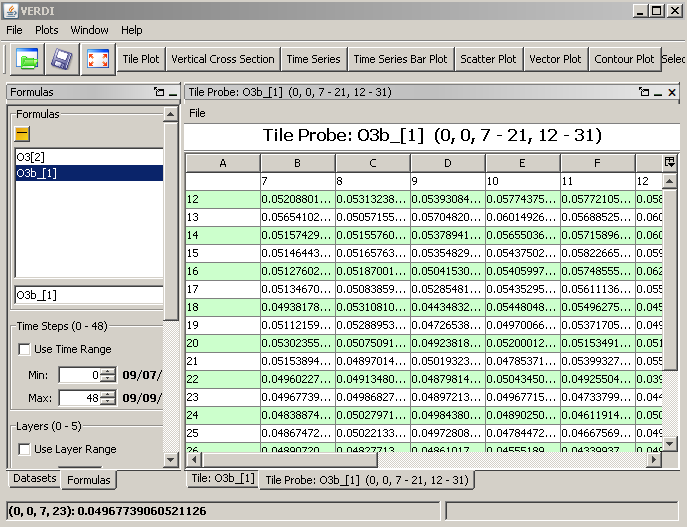 VERDI
File Plots Window Help
Tile Plot Vertical Cross Section Time Series Time Series Bar Plot Scatter Plot Vector Plot Contour Plot Selec
Formulas
Tile Probe: O3b_[1] (0, 0, 7 - 21, 12 - 31)
Formulas
O3[2]
O3b_[1]
O3b_[1]
Time Steps (0 - 48)
Use Time Range
Min: 0 09/07/
Max: 48 09/09/
Layers (0 - 5)
Use Layer Range
Datasets Formulas
File
Tile Probe: O3b_[1] (0, 0, 7 - 21, 12 - 31)
A B C D E F
7 8 9 10 11 12
12 0.05208801... 0.05313238... 0.05393084... 0.05774375... 0.05772105... 0.058
13 0.05654102... 0.05057155... 0.05704820... 0.06014926... 0.05688525... 0.060
14 0.05157429... 0.05155760... 0.05378941... 0.05655036... 0.05715896... 0.060
15 0.05146443... 0.05165763... 0.05354829... 0.05437502... 0.05822665... 0.059
16 0.05127602... 0.05187001... 0.05041530... 0.05405997... 0.05748555... 0.062
17 0.05134670... 0.05083859... 0.05285481... 0.05435295... 0.05611136... 0.055
18 0.04938178... 0.05310810... 0.04434832... 0.05448048... 0.05496275... 0.045
19 0.05112159... 0.05288953... 0.04726538... 0.04970066... 0.05371705... 0.049
20 0.05302355... 0.05075091... 0.04923818... 0.05200012... 0.05153491... 0.051
21 0.05153894... 0.04897014... 0.05019323... 0.04785371... 0.05399327... 0.055
22 0.04960227... 0.04913480... 0.04879814... 0.05043450... 0.04925504... 0.039
23 0.04967739... 0.04986827... 0.04897213... 0.04967715... 0.04733799... 0.044
24 0.04838874... 0.05027971... 0.04984380... 0.04890250... 0.04611914... 0.050
25 0.04867472... 0.05022133... 0.04972808... 0.04784472... 0.04667569... 0.049
26 0.04890720... 0.04827713... 0.04861017... 0.04555189... 0.04339937...
Tile: O3b_[1] Tile Probe: O3b_[1] (0, 0, 7 - 21, 12 - 31)
(0, 0, 7, 23): 0.04967739060521126